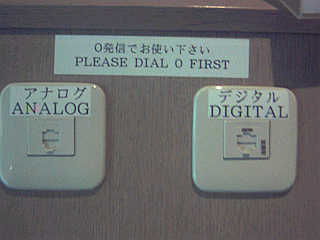 0発信でお使い下さい
PLEASE DIAL 0 FIRST
アナログ
ANALOG
デジタル
DIGITAL